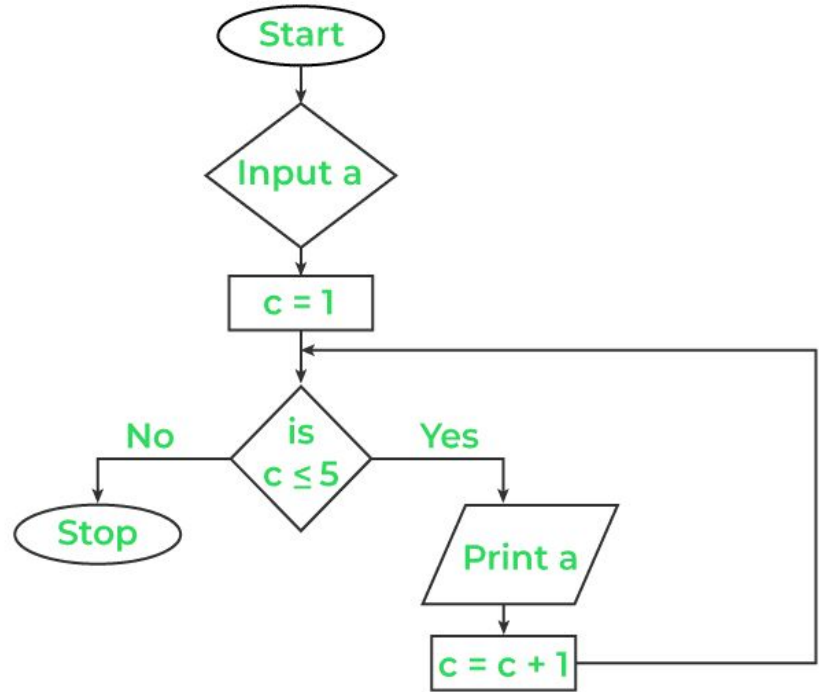 Start
Input a
c = 1
is
c ≤ 5
No
Yes
Stop
Print a
c = c + 1